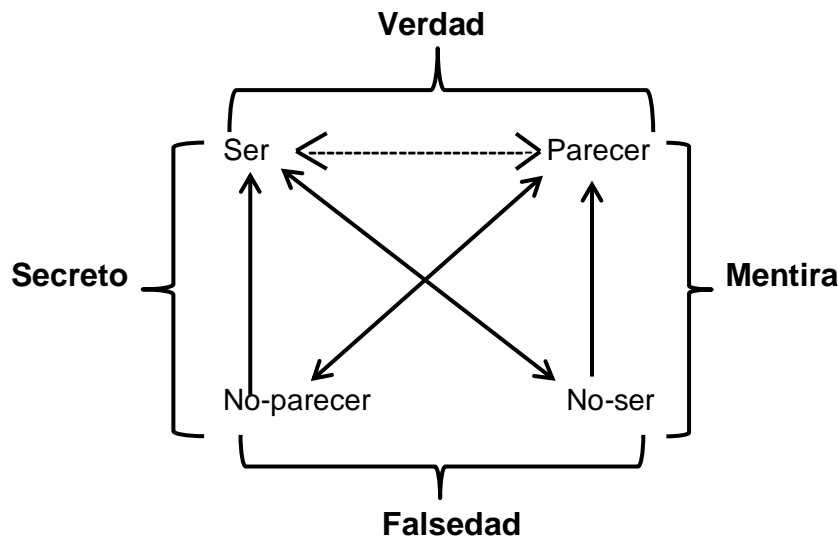 Verdad
Ser
Parecer
Secreto
Mentira
No-parecer
No-ser
Falsedad